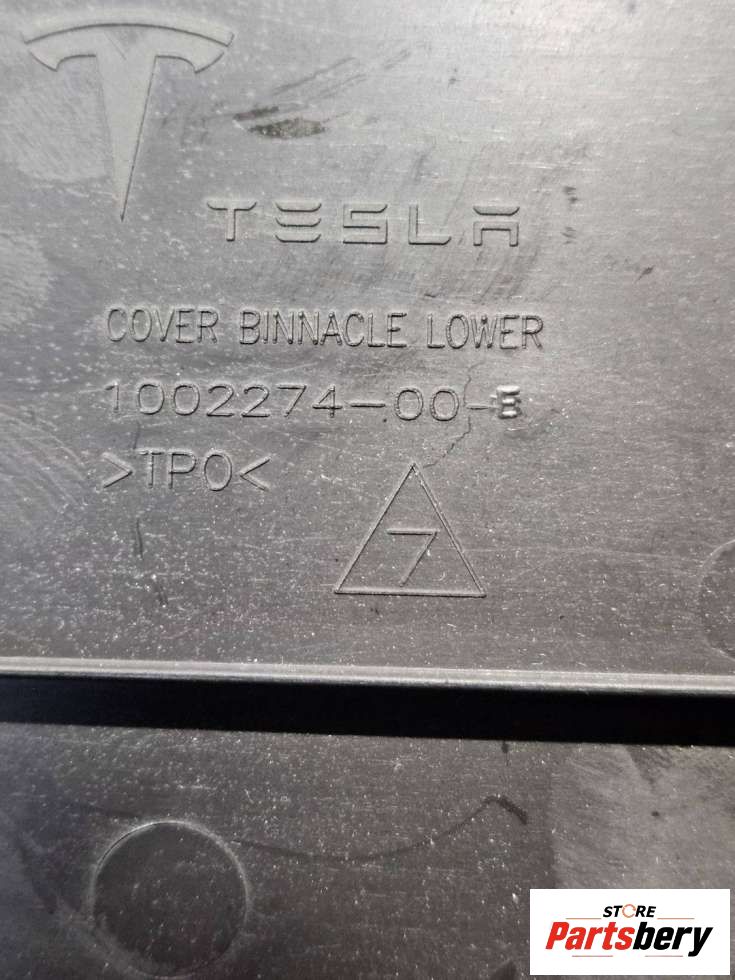 TESLA
COVER BINNACLE LOWER
1002274-00-E
>TPO<
7
STORE
Partsbery